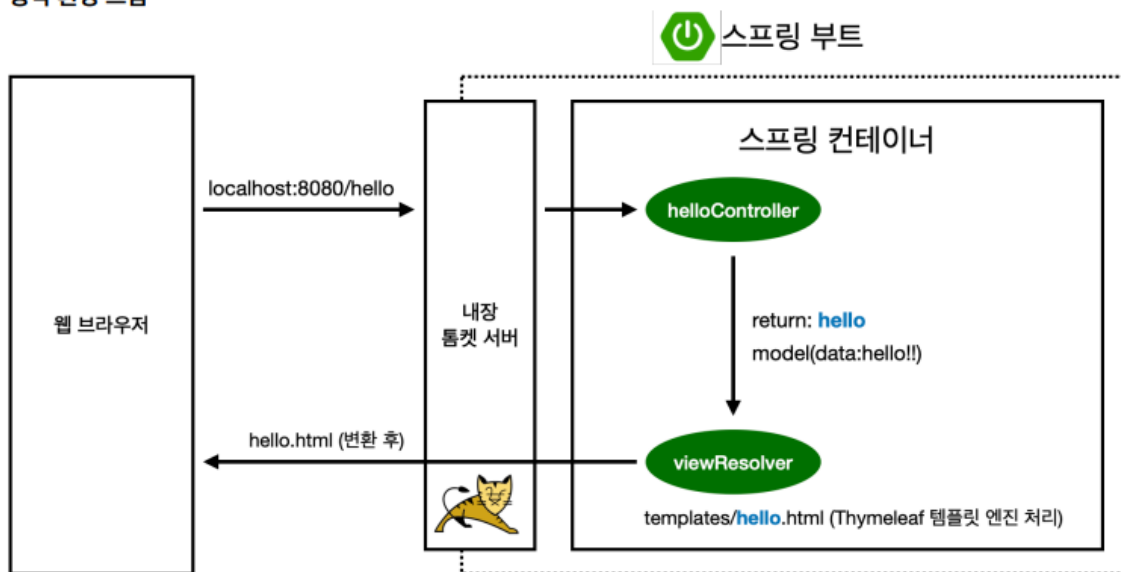 스프링 부트
스프링 컨테이너
localhost:8080/hello
helloController
웹 브라우저
내장
톰켓 서버
return: hello
model(data:hello!!)
hello.html (변환 후)
viewResolver
templates/hello.html (Thymeleaf 템플릿 엔진 처리)